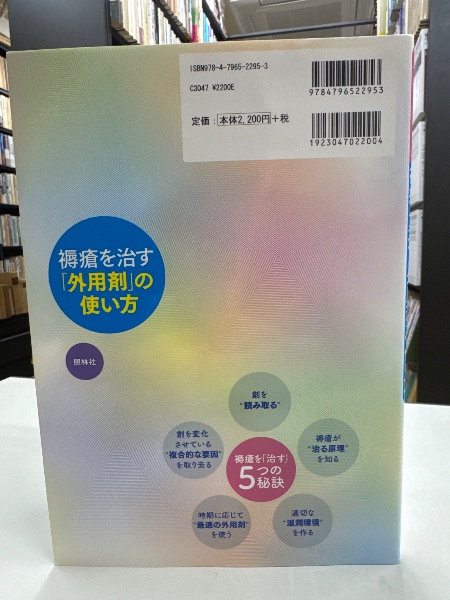 ISBN978-4-7965-2295-3
C3047 ¥2200E
定価：本体2,200円+税
9784796522953
1923047022004
褥瘡を治す
「外用剤」の
使い方
照林社
創を
“読み取る”
創を変化
させている
“複合的な要因”
を取り去る
褥瘡が
“治る原理”
を知る
褥瘡を「治す」
5つの
秘訣
時期に応じて
“最適の外用剤”
を使う
適切な
“湿潤環境”
を作る